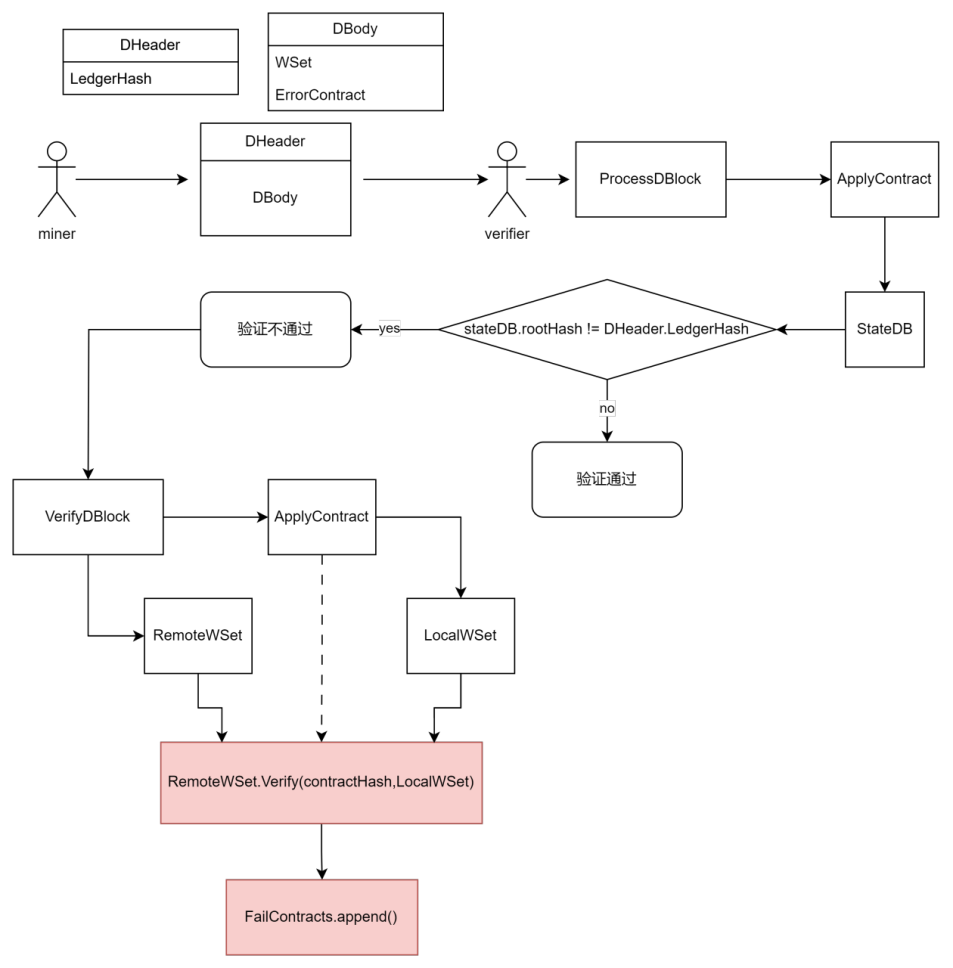 DHeader
LedgerHash
DBody
WSet
ErrorContract
miner
DHeader
DBody
verifier
ProcessDBlock
ApplyContract
StateDB
stateDB.rootHash != DHeader.LedgerHash
yes
验证不通过
no
验证通过
VerifyDBlock
ApplyContract
RemoteWSet
LocalWSet
RemoteWSet.Verify(contractHash,LocalWSet)
FailContracts.append()